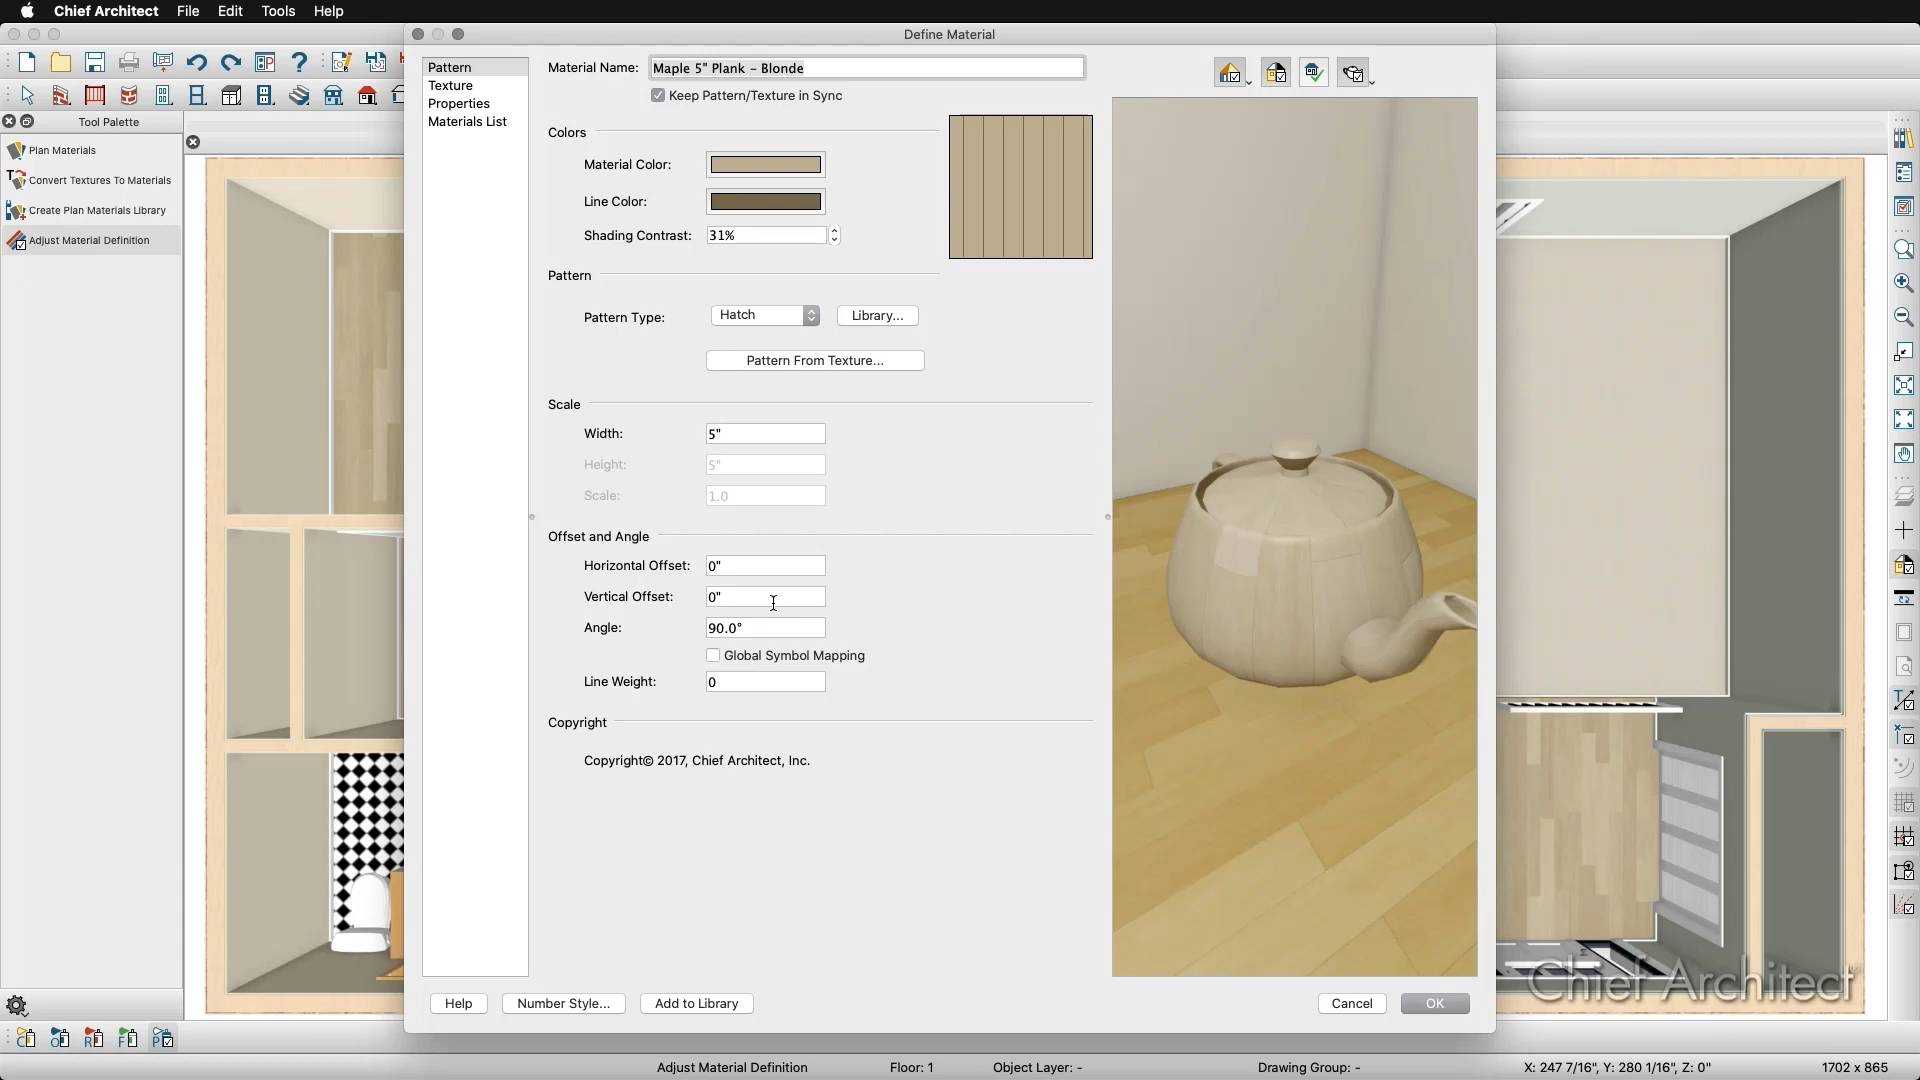 Chief Architect File Edit Tools Help
Define Material
Tool Palette
Plan Materials
Convert Textures To Materials
Create Plan Materials Library
Adjust Material Definition
Pattern
Texture
Properties
Materials List
Material Name: Maple 5" Plank – Blonde
Keep Pattern/Texture in Sync
Colors
Material Color:
Line Color:
Shading Contrast: 31%
Pattern
Pattern Type: Hatch Library...
Pattern From Texture...
Scale
Width: 5"
Height: 5"
Scale: 1.0
Offset and Angle
Horizontal Offset: 0"
Vertical Offset: 0"
Angle: 90.0°
Global Symbol Mapping
Line Weight: 0
Copyright
Copyright© 2017, Chief Architect, Inc.
Help Number Style... Add to Library Cancel OK
Chief Architect
Adjust Material Definition Floor: 1 Object Layer: - Drawing Group: - X: 247 7/16", Y: 280 1/16", Z: 0" 1702 x 865